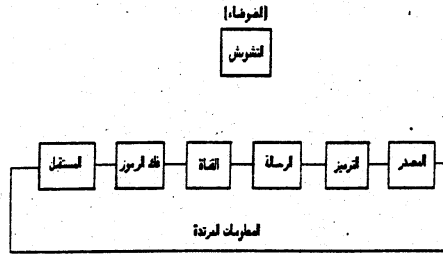 [الضوضاء]
التشويش
المصدر
الترميز
الرسالة
القناة
فك الرموز
المستقبل
المعلومات المرتدة